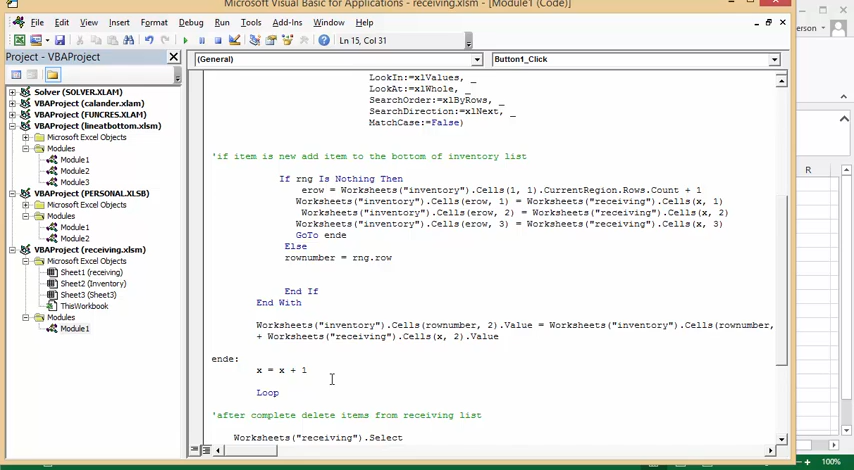 Microsoft Visual Basic for Applications - receiving.xlsm - [Module1 (Code)]
File Edit View Insert Format Debug Run Tools Add-Ins Window Help
Ln 15, Col 31
Project - VBAProject
Solver (SOLVER.XLAM)
VBAProject (calander.xlam)
VBAProject (FUNCRES.XLAM)
VBAProject (lineatbottom.xlsm)
Microsoft Excel Objects
Modules
Module1
Module2
Module3
VBAProject (PERSONAL.XLSB)
Microsoft Excel Objects
Modules
Module1
Module2
VBAProject (receiving.xlsm)
Microsoft Excel Objects
Sheet1 (receiving)
Sheet2 (Inventory)
Sheet3 (Sheet3)
ThisWorkbook
Modules
Module1
(General) Button1_Click
LookIn:=xlValues, _
LookAt:=xlWhole, _
SearchOrder:=xlByRows, _
SearchDirection:=xlNext, _
MatchCase:=False)
'if item is new add item to the bottom of inventory list
If rng Is Nothing Then
erow = Worksheets("inventory").Cells(1, 1).CurrentRegion.Rows.Count + 1
Worksheets("inventory").Cells(erow, 1) = Worksheets("receiving").Cells(x, 1)
Worksheets("inventory").Cells(erow, 2) = Worksheets("receiving").Cells(x, 2)
Worksheets("inventory").Cells(erow, 3) = Worksheets("receiving").Cells(x, 3)
GoTo ende
Else
rownumber = rng.row
End If
End With
Worksheets("inventory").Cells(rownumber, 2).Value = Worksheets("inventory").Cells(rownumber,
+ Worksheets("receiving").Cells(x, 2).Value
ende:
x = x + 1
Loop
'after complete delete items from receiving list
Worksheets("receiving").Select
R
100%